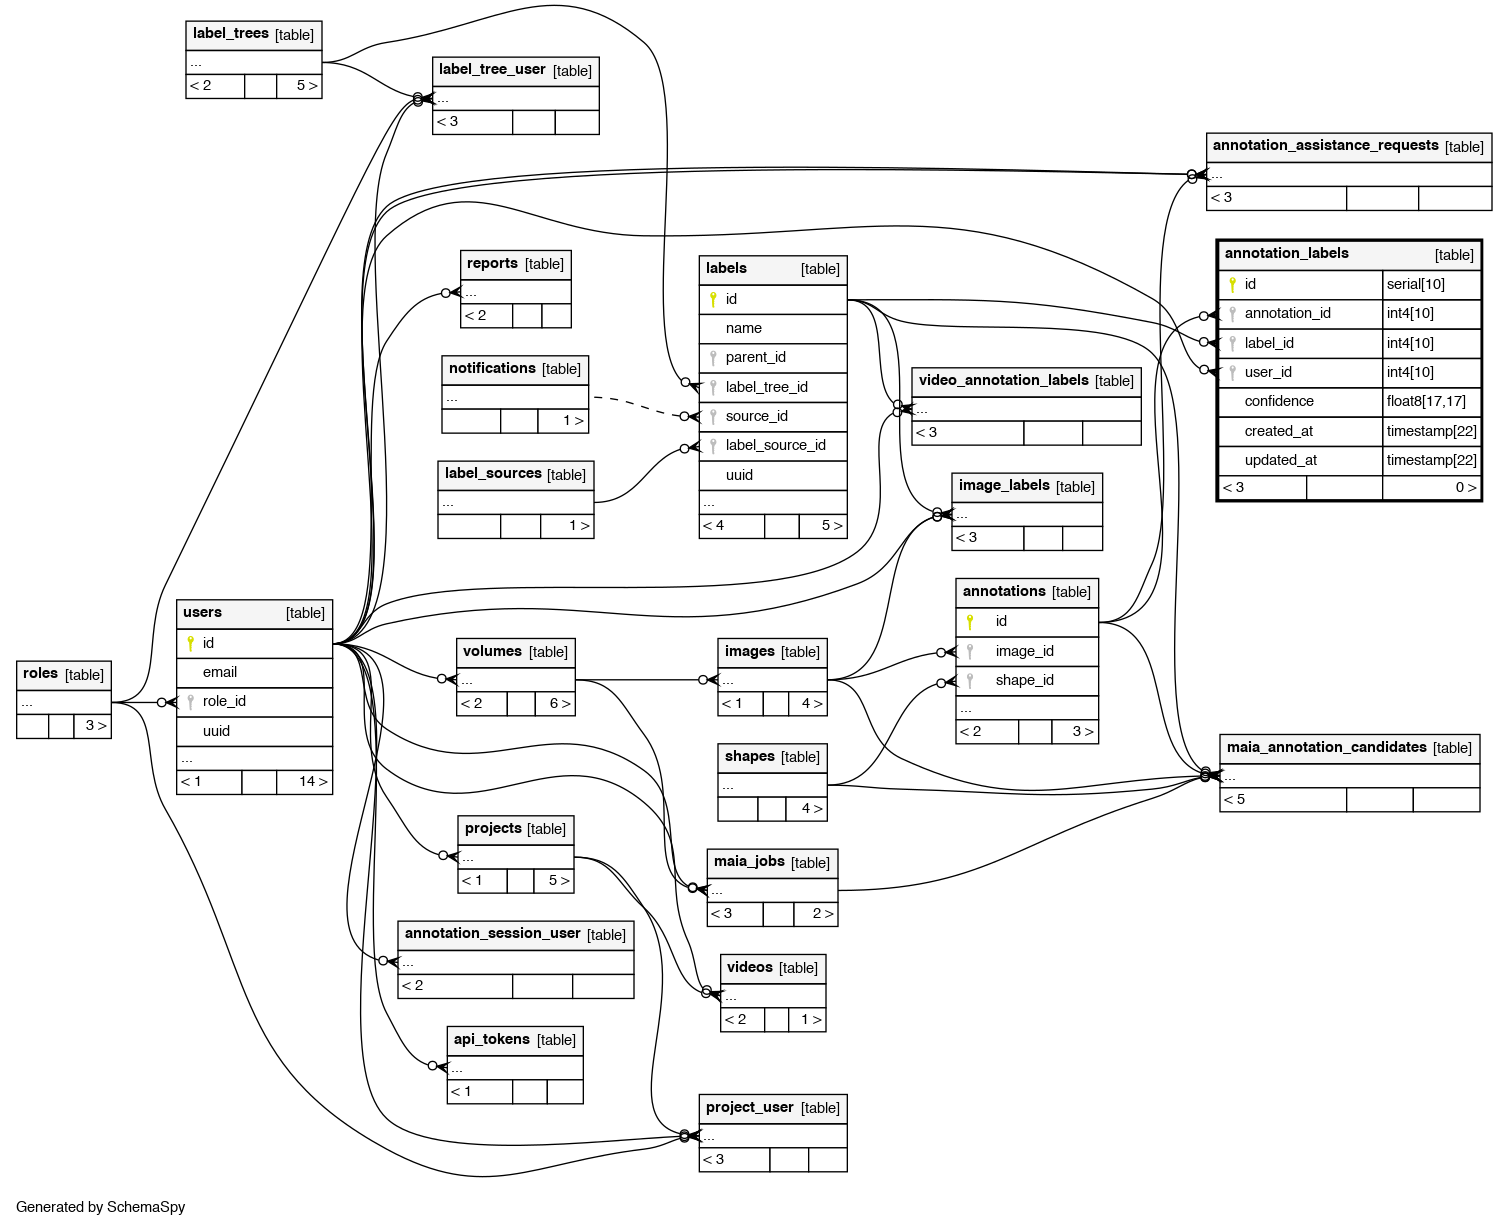 label_trees [table]
...
< 2 5 >
label_tree_user [table]
...
< 3
annotation_assistance_requests [table]
...
< 3
annotation_labels [table]
id serial[10]
annotation_id int4[10]
label_id int4[10]
user_id int4[10]
confidence float8[17,17]
created_at timestamp[22]
updated_at timestamp[22]
< 3 0 >
reports [table]
...
< 2
labels [table]
id
name
parent_id
label_tree_id
source_id
label_source_id
uuid
...
< 4 5 >
notifications [table]
...
1 >
video_annotation_labels [table]
...
< 3
label_sources [table]
...
1 >
image_labels [table]
...
< 3
annotations [table]
id
image_id
shape_id
...
< 2 3 >
users [table]
id
email
role_id
uuid
...
< 1 14 >
roles [table]
...
3 >
volumes [table]
...
< 2 6 >
images [table]
...
< 1 4 >
shapes [table]
...
4 >
maia_annotation_candidates [table]
...
< 5
projects [table]
...
< 1 5 >
maia_jobs [table]
...
< 3 2 >
annotation_session_user [table]
...
< 2
videos [table]
...
< 2 1 >
api_tokens [table]
...
< 1
project_user [table]
...
< 3
Generated by SchemaSpy